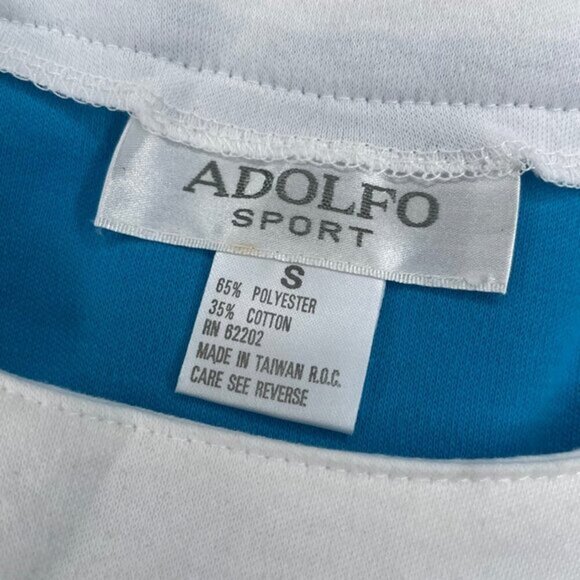 ADOLFO
SPORT
S
65% POLYESTER
35% COTTON
RN 62202
MADE IN TAIWAN R.O.C.
CARE SEE REVERSE